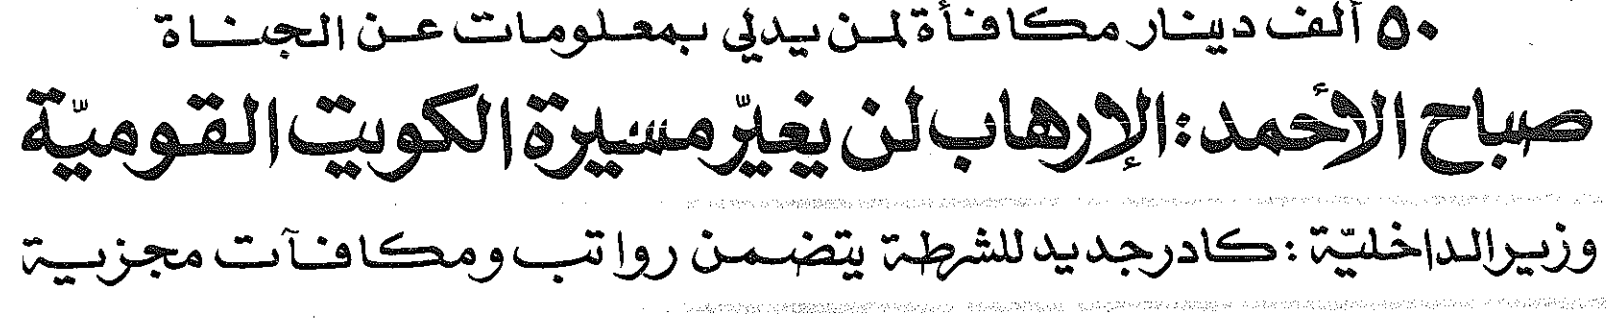 ٥٠ ألف دينار مكافأة لمن يدلي بمعلومات عن الجناة
صباح الأحمد: الإرهاب لن يغيّر مسيرة الكويت القوميّة
وزير الداخليّة : كادر جديد للشرطة يتضمن رواتب ومكافآت مجزية